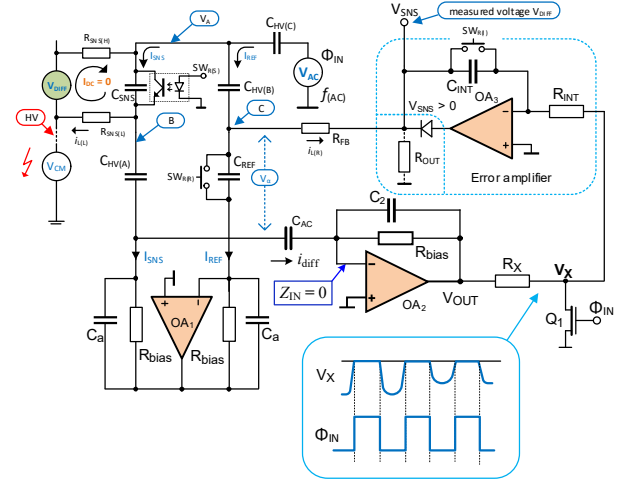 V_SNS
measured voltage V_DIFF
V_A
C_HV(C)
Φ_IN
R_SNS(H)
I_SNS
SW_R(S)
I_REF
V_AC
f_(AC)
SW_R(I)
C_INT
V_DIFF
I_DC = 0
C_SNS
C_HV(B)
OA_3
R_INT
HV
R_SNS(L)
B
C
V_SNS > 0
i_L(L)
R_FB
i_L(R)
R_OUT
V_CM
C_HV(A)
SW_R(R)
C_REF
V_α
Error amplifier
C_AC
C_2
I_SNS
I_REF
i_diff
R_bias
Z_IN = 0
OA_2
V_OUT
R_X
V_X
Q_1
Φ_IN
C_a
R_bias
OA_1
R_bias
C_a
V_X
Φ_IN